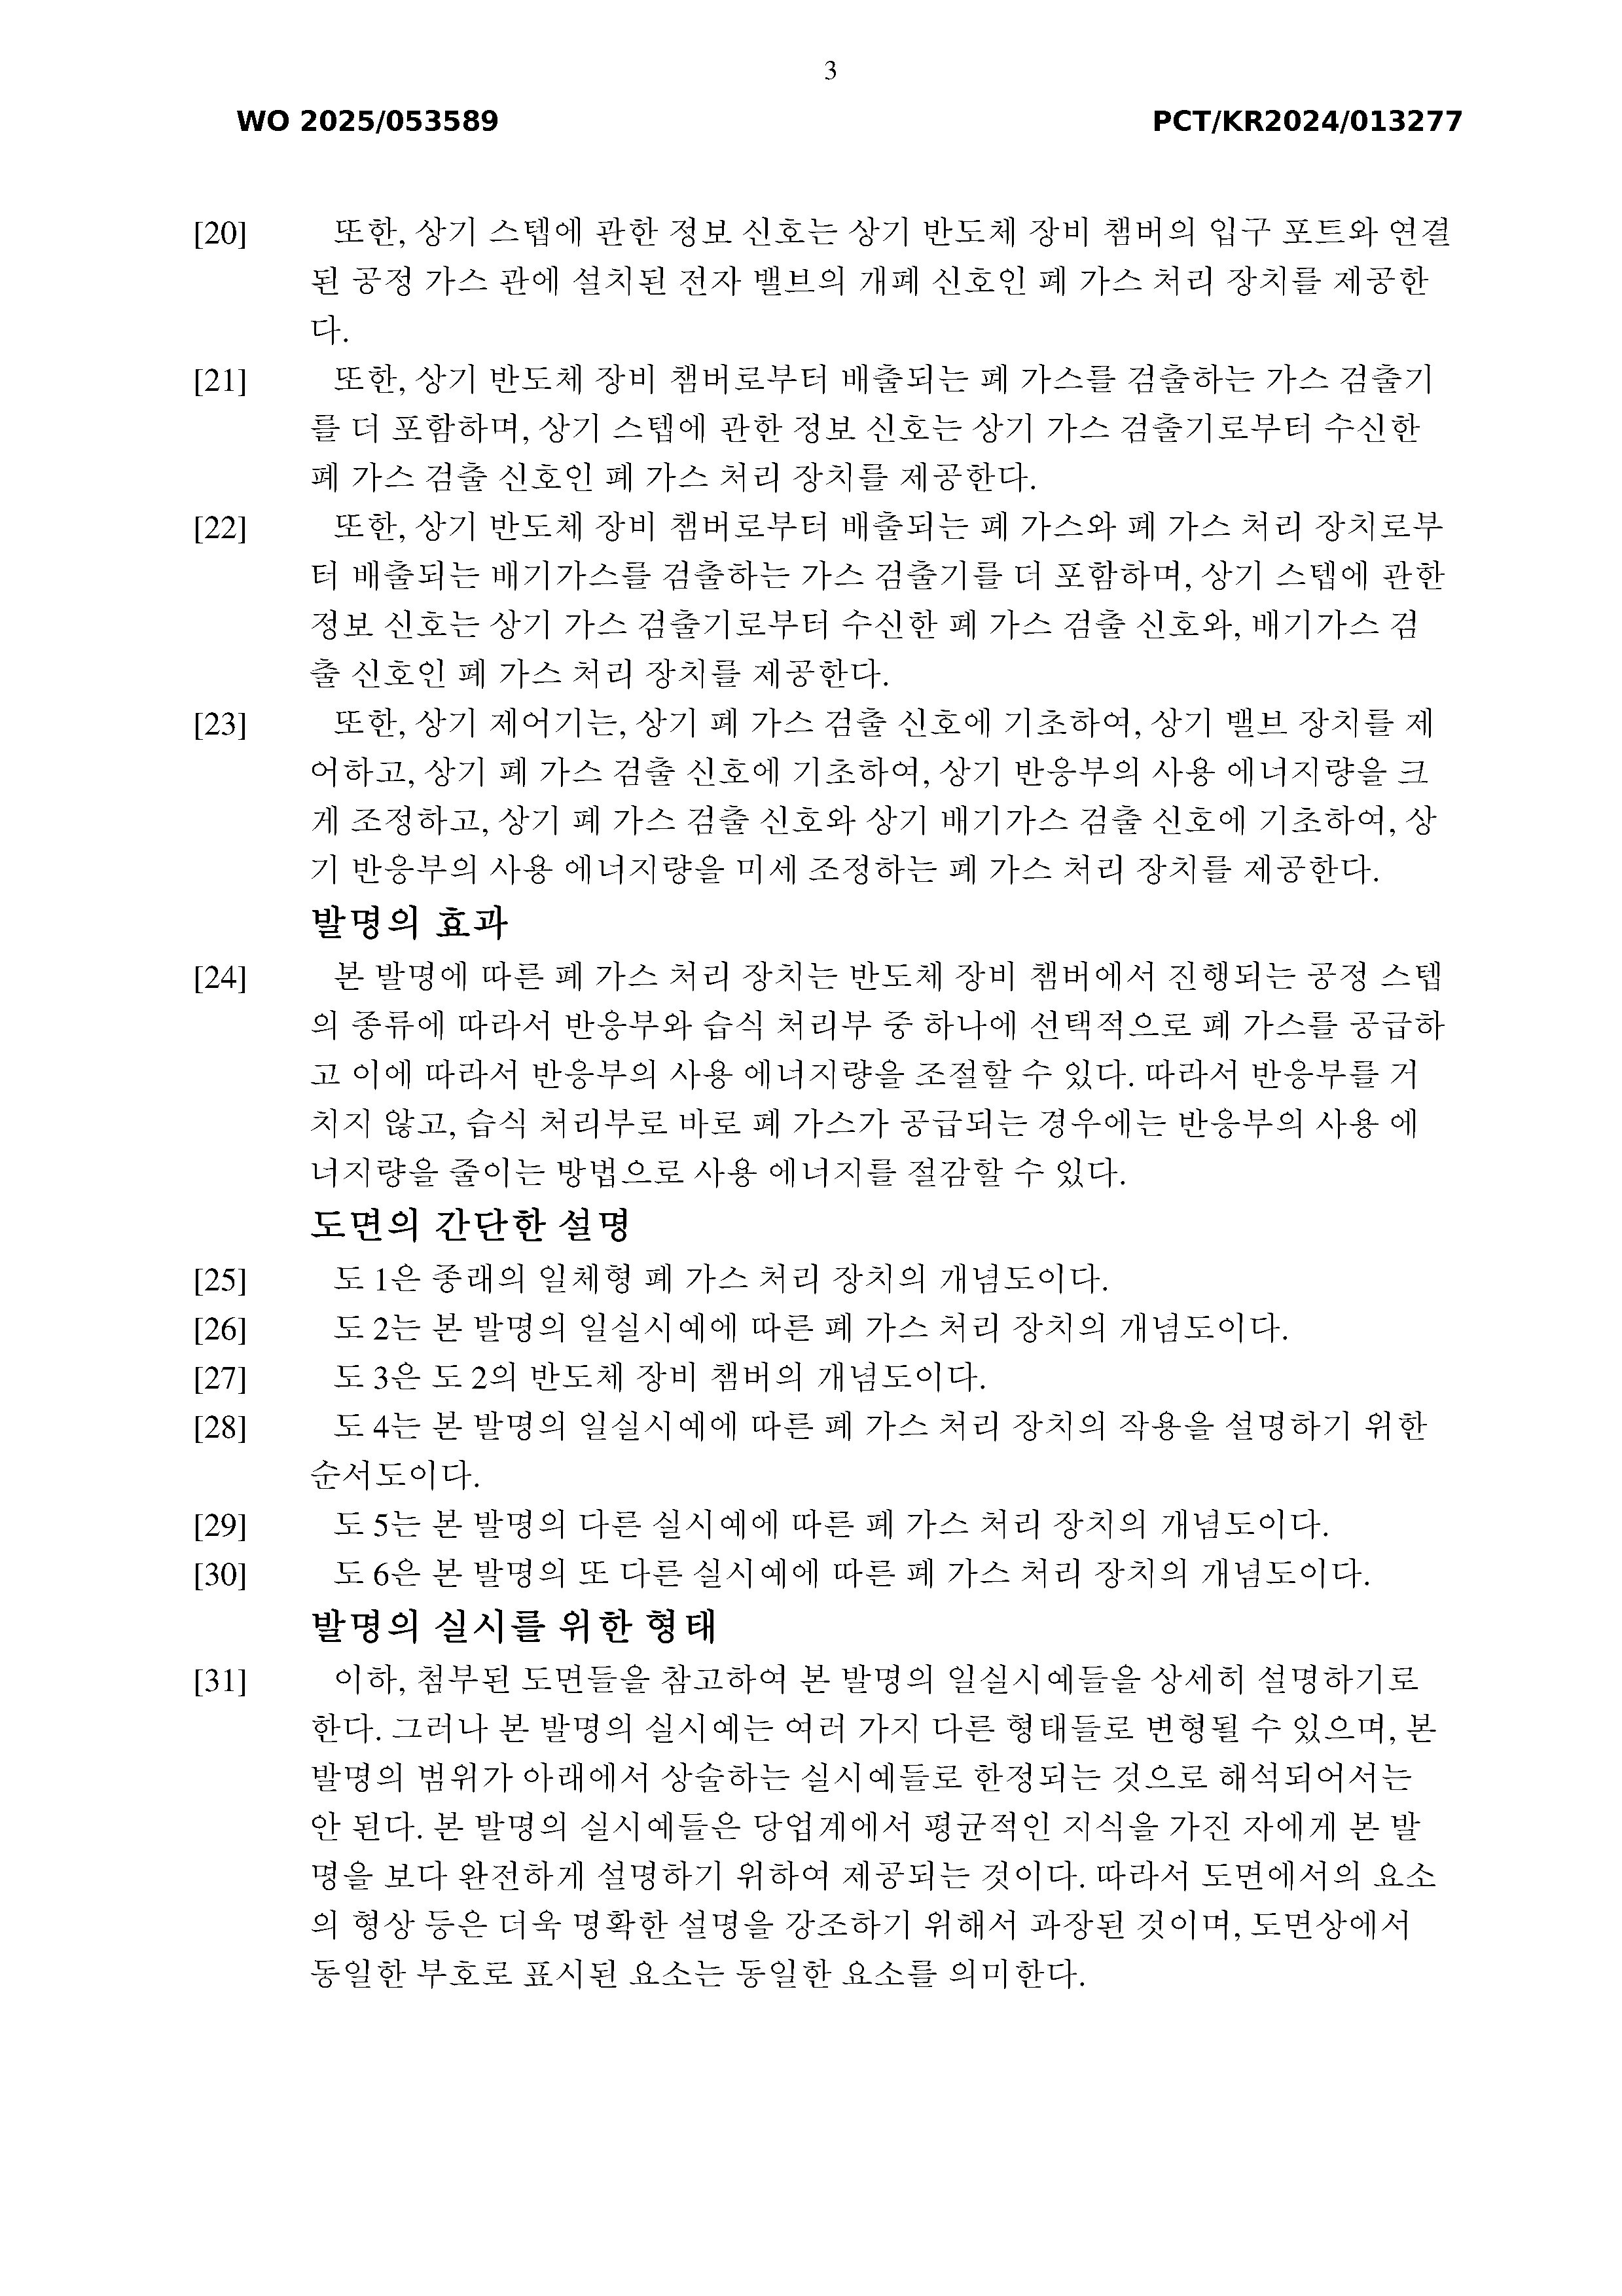 3
WO 2025/053589 PCT/KR2024/013277
[20] 또한, 상기 스텝에 관한 정보 신호는 상기 반도체 장비 챔버의 입구 포트와 연결
된 공정 가스 관에 설치된 전자 밸브의 개폐 신호인 폐 가스 처리 장치를 제공한
다.
[21] 또한, 상기 반도체 장비 챔버로부터 배출되는 폐 가스를 검출하는 가스 검출기
를 더 포함하며, 상기 스텝에 관한 정보 신호는 상기 가스 검출기로부터 수신한
폐 가스 검출 신호인 폐 가스 처리 장치를 제공한다.
[22] 또한, 상기 반도체 장비 챔버로부터 배출되는 폐 가스와 폐 가스 처리 장치로부
터 배출되는 배기가스를 검출하는 가스 검출기를 더 포함하며, 상기 스텝에 관한
정보 신호는 상기 가스 검출기로부터 수신한 폐 가스 검출 신호와, 배기가스 검
출 신호인 폐 가스 처리 장치를 제공한다.
[23] 또한, 상기 제어기는, 상기 폐 가스 검출 신호에 기초하여, 상기 밸브 장치를 제
어하고, 상기 폐 가스 검출 신호에 기초하여, 상기 반응부의 사용 에너지량을 크
게 조정하고, 상기 폐 가스 검출 신호와 상기 배기가스 검출 신호에 기초하여, 상
기 반응부의 사용 에너지량을 미세 조정하는 폐 가스 처리 장치를 제공한다.
발명의 효과
[24] 본 발명에 따른 폐 가스 처리 장치는 반도체 장비 챔버에서 진행되는 공정 스텝
의 종류에 따라서 반응부와 습식 처리부 중 하나에 선택적으로 폐 가스를 공급하
고 이에 따라서 반응부의 사용 에너지량을 조절할 수 있다. 따라서 반응부를 거
치지 않고, 습식 처리부로 바로 폐 가스가 공급되는 경우에는 반응부의 사용 에
너지량을 줄이는 방법으로 사용 에너지를 절감할 수 있다.
도면의 간단한 설명
[25] 도 1은 종래의 일체형 폐 가스 처리 장치의 개념도이다.
[26] 도 2는 본 발명의 일실시예에 따른 폐 가스 처리 장치의 개념도이다.
[27] 도 3은 도 2의 반도체 장비 챔버의 개념도이다.
[28] 도 4는 본 발명의 일실시예에 따른 폐 가스 처리 장치의 작용을 설명하기 위한
순서도이다.
[29] 도 5는 본 발명의 다른 실시예에 따른 폐 가스 처리 장치의 개념도이다.
[30] 도 6은 본 발명의 또 다른 실시예에 따른 폐 가스 처리 장치의 개념도이다.
발명의 실시를 위한 형태
[31] 이하, 첨부된 도면들을 참고하여 본 발명의 일실시예들을 상세히 설명하기로
한다. 그러나 본 발명의 실시예는 여러 가지 다른 형태들로 변형될 수 있으며, 본
발명의 범위가 아래에서 상술하는 실시예들로 한정되는 것으로 해석되어서는
안 된다. 본 발명의 실시예들은 당업계에서 평균적인 지식을 가진 자에게 본 발
명을 보다 완전하게 설명하기 위하여 제공되는 것이다. 따라서 도면에서의 요소
의 형상 등은 더욱 명확한 설명을 강조하기 위해서 과장된 것이며, 도면상에서
동일한 부호로 표시된 요소는 동일한 요소를 의미한다.